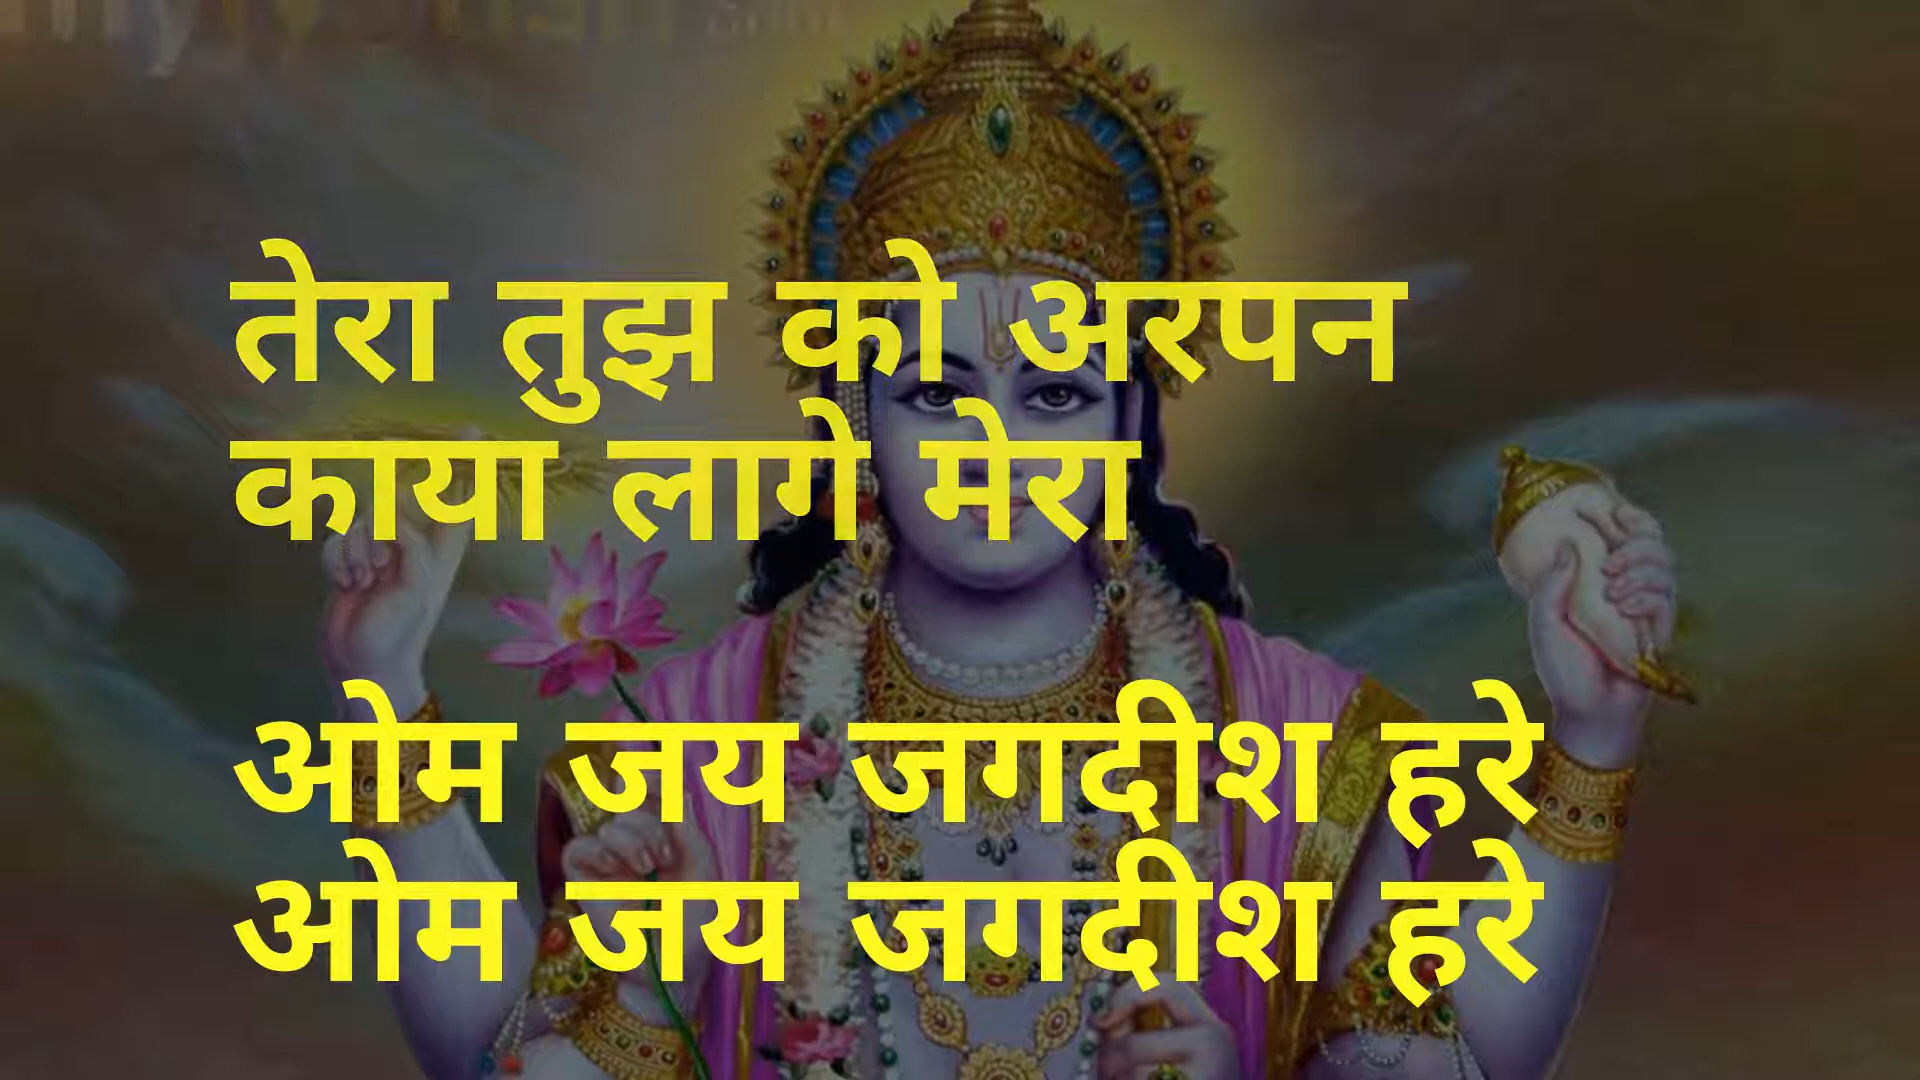 तेरा तुझ को अरपन
काया लागे मेरा
ओम जय जगदीश हरे
ओम जय जगदीश हरे